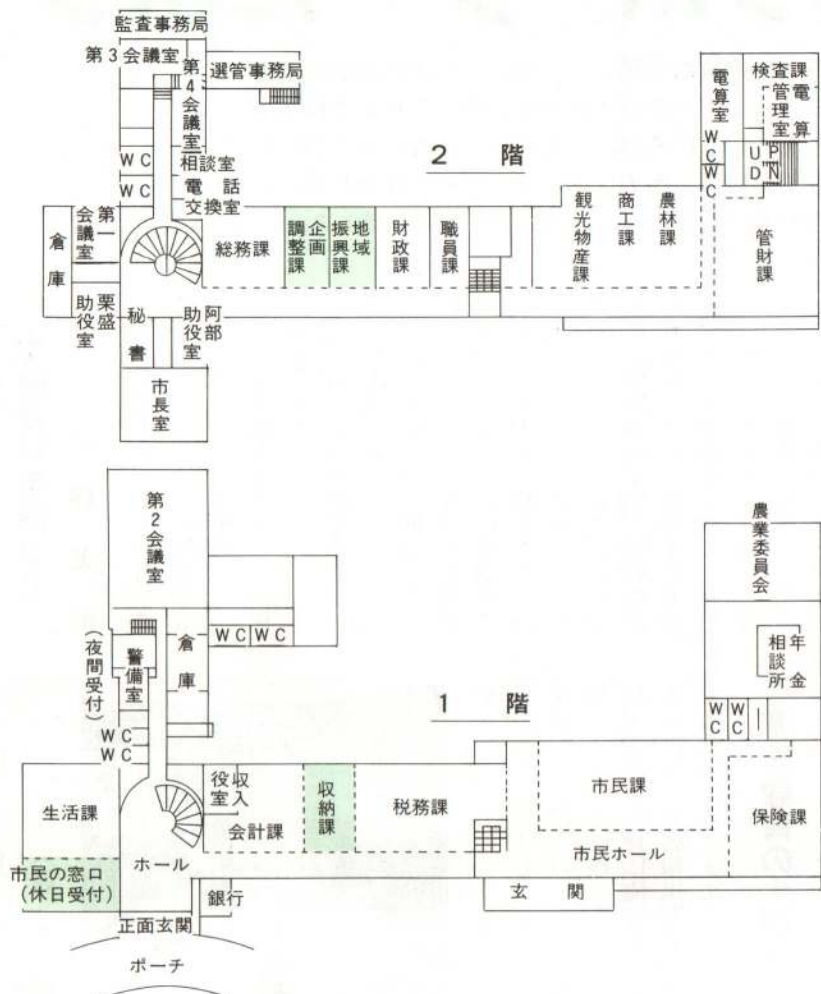 監査事務局
第3会議室
第4会議室
選管事務局
WC
相談室
WC
電話
交換室
2 階
電算室
検査課
電算
管理室
WC
WC
UP
DN
倉庫
第一
会議室
総務課
企画
調整課
地域
振興課
財政課
職員課
観光物産課
商工課
農林課
管財課
栗盛
助役室
秘書
阿部
助役室
市長室
第2会議室
農業委員会
(夜間受付)
警備室
倉庫
WC
WC
年金
相談所
1 階
WC
WC
WC
WC
生活課
収入
役室
会計課
収納課
税務課
市民課
保険課
市民の窓口
(休日受付)
ホール
市民ホール
銀行
玄関
正面玄関
ポーチ